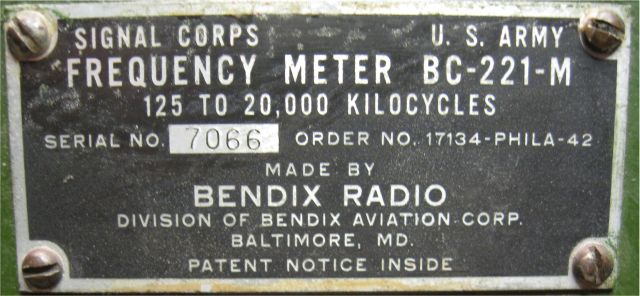 SIGNAL CORPS U. S. ARMY
FREQUENCY METER BC-221-M
125 TO 20,000 KILOCYCLES
SERIAL NO. 7066 ORDER NO. 17134-PHILA-42
MADE BY
BENDIX RADIO
DIVISION OF BENDIX AVIATION CORP.
BALTIMORE, MD.
PATENT NOTICE INSIDE